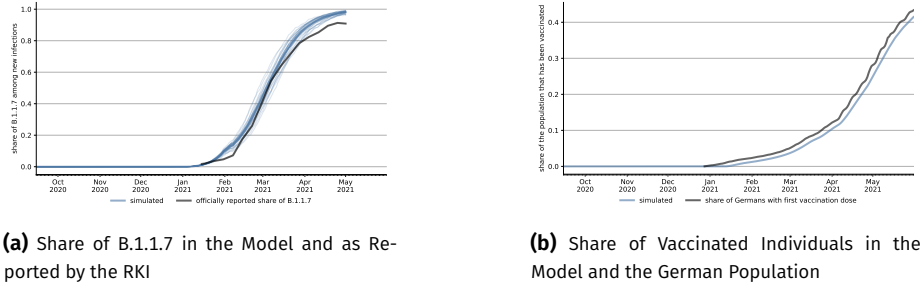 share of B.1.1.7 among new infections
1.0
0.8
0.6
0.4
0.2
0.0
Oct Nov Dec Jan Feb Mar Apr May
2020 2020 2020 2021 2021 2021 2021 2021
simulated officially reported share of B.1.1.7
(a) Share of B.1.1.7 in the Model and as Re-
ported by the RKI
share of the population that has been vaccinated
0.4
0.3
0.2
0.1
0.0
Oct Nov Dec Jan Feb Mar Apr May
2020 2020 2020 2021 2021 2021 2021 2021
simulated share of Germans with first vaccination dose
(b) Share of Vaccinated Individuals in the
Model and the German Population